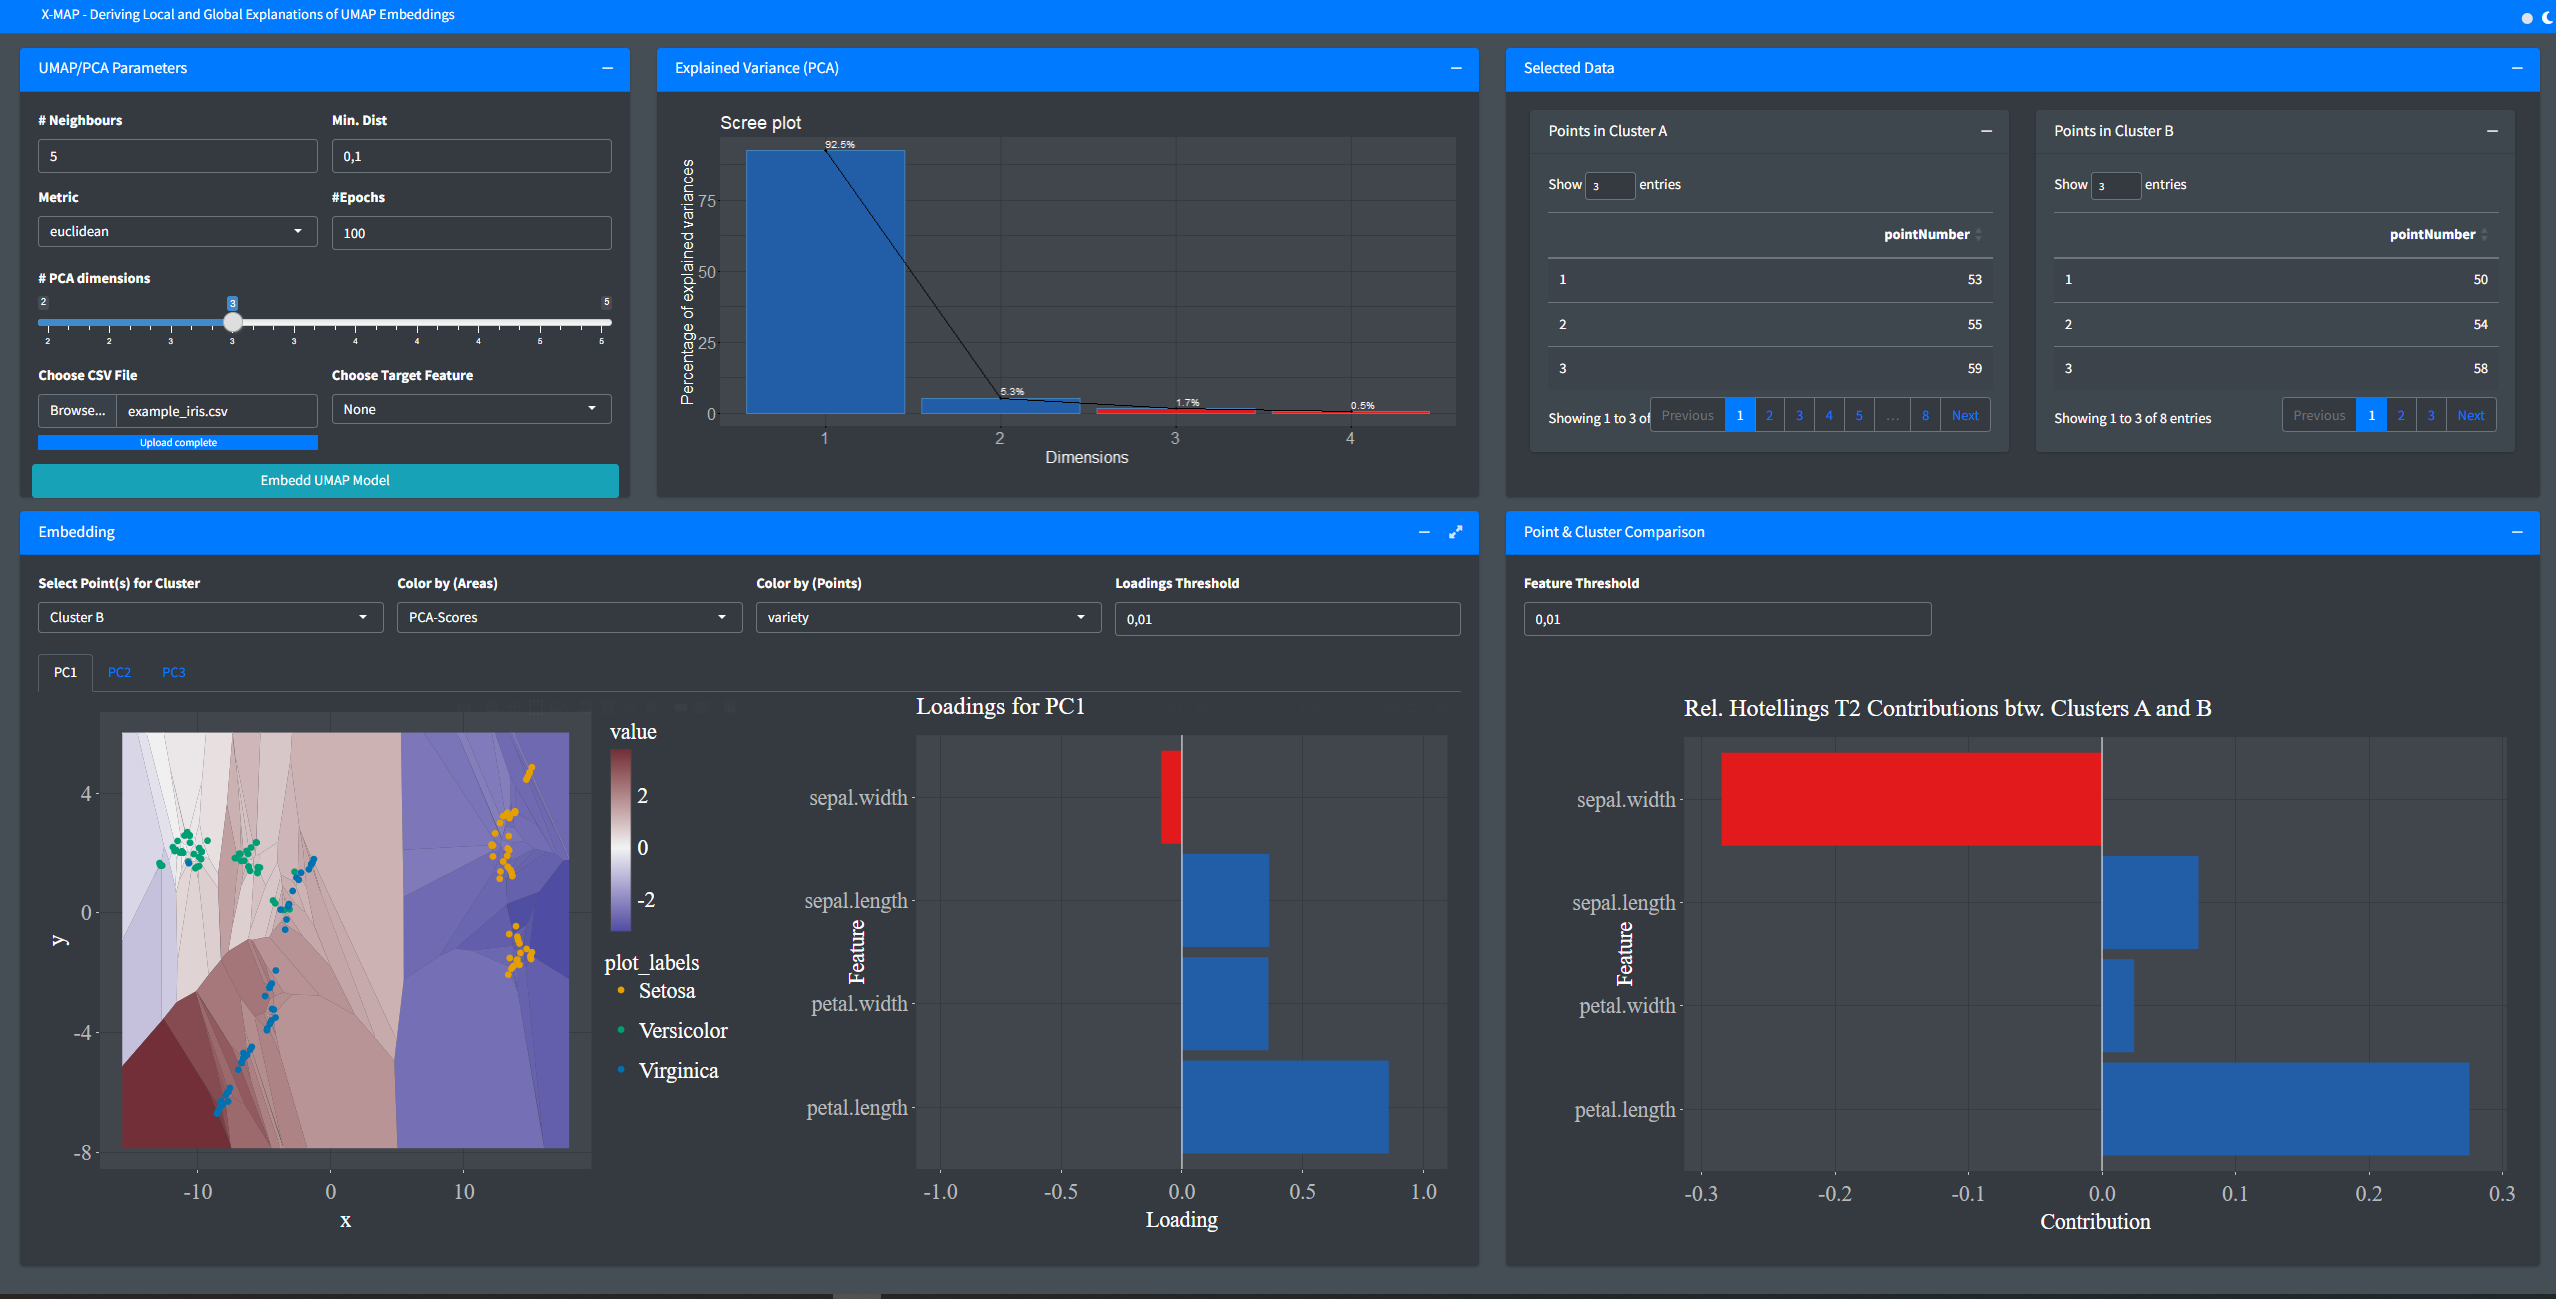 X-MAP - Deriving Local and Global Explanations of UMAP Embeddings
UMAP/PCA Parameters
# Neighbours
Min. Dist
5
0,1
Metric
#Epochs
euclidean
100
# PCA dimensions
2
3
5
2 2 3 3 3 4 4 4 5 5
Choose CSV File
Choose Target Feature
Browse... example_iris.csv
None
Upload complete
Embedd UMAP Model
Explained Variance (PCA)
Scree plot
Percentage of explained variances
75
50
25
0
92.5%
5.3%
1.7%
0.5%
1 2 3 4
Dimensions
Selected Data
Points in Cluster A
Show 3 entries
pointNumber
1 53
2 55
3 59
Showing 1 to 3 of
Previous 1 2 3 4 5 ... 8 Next
Points in Cluster B
Show 3 entries
pointNumber
1 50
2 54
3 58
Showing 1 to 3 of 8 entries
Previous 1 2 3 Next
Embedding
Select Point(s) for Cluster
Color by (Areas)
Color by (Points)
Loadings Threshold
Cluster B
PCA-Scores
variety
0,01
PC1 PC2 PC3
y
4
0
-4
-8
-10 0 10
x
value
2
0
-2
plot_labels
Setosa
Versicolor
Virginica
Loadings for PC1
Feature
sepal.width
sepal.length
petal.width
petal.length
-1.0 -0.5 0.0 0.5 1.0
Loading
Point & Cluster Comparison
Feature Threshold
0,01
Rel. Hotellings T2 Contributions btw. Clusters A and B
Feature
sepal.width
sepal.length
petal.width
petal.length
-0.3 -0.2 -0.1 0.0 0.1 0.2 0.3
Contribution